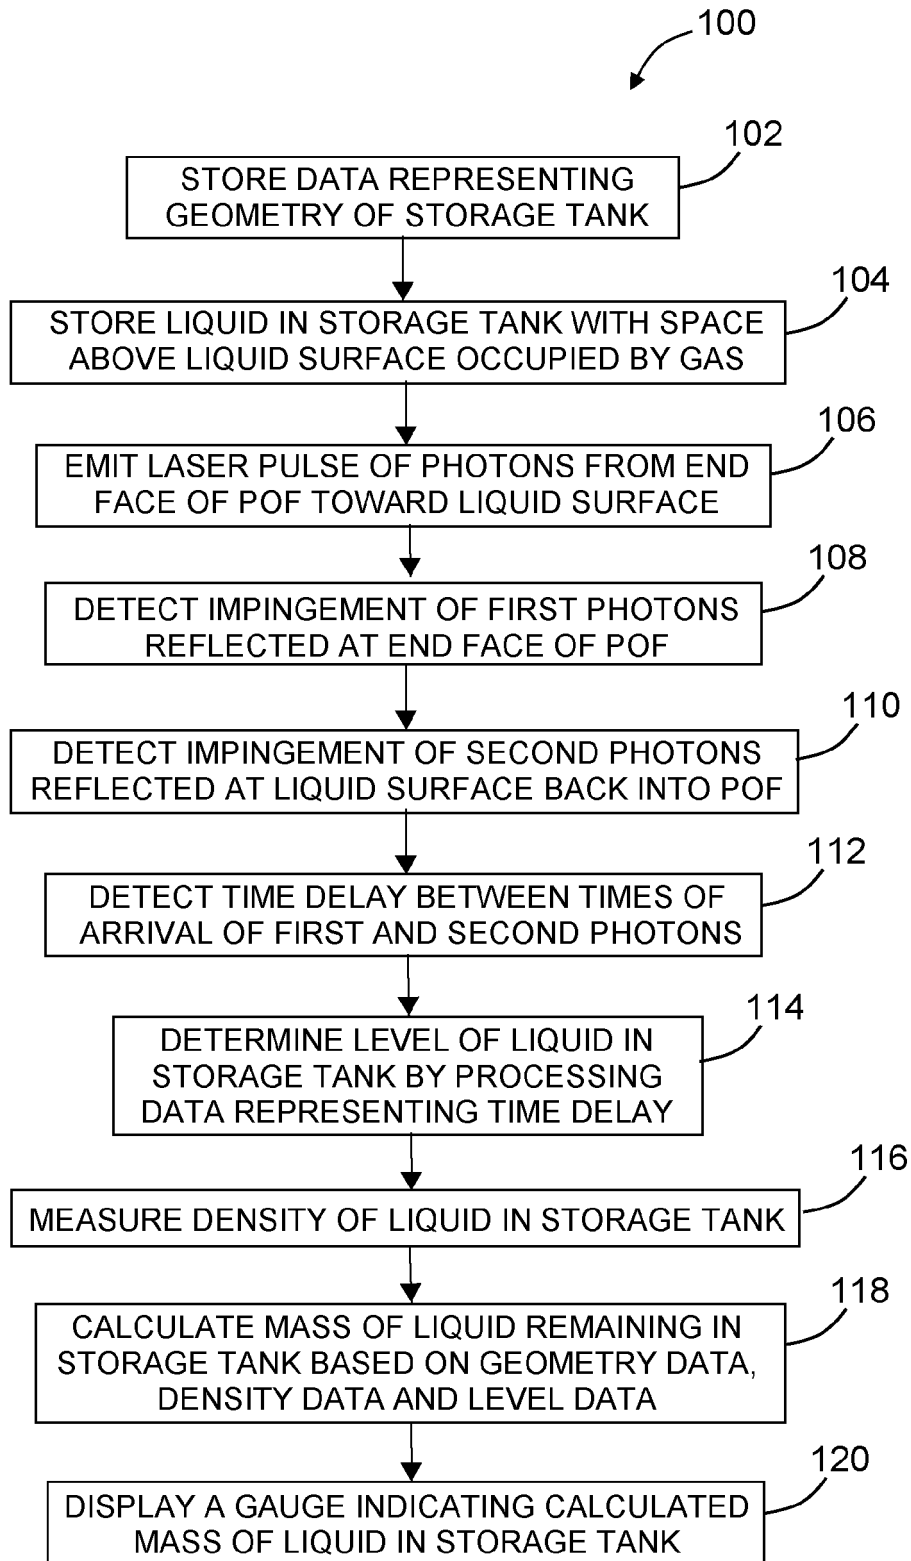 100
102
STORE DATA REPRESENTING
GEOMETRY OF STORAGE TANK
104
STORE LIQUID IN STORAGE TANK WITH SPACE
ABOVE LIQUID SURFACE OCCUPIED BY GAS
106
EMIT LASER PULSE OF PHOTONS FROM END
FACE OF POF TOWARD LIQUID SURFACE
108
DETECT IMPINGEMENT OF FIRST PHOTONS
REFLECTED AT END FACE OF POF
110
DETECT IMPINGEMENT OF SECOND PHOTONS
REFLECTED AT LIQUID SURFACE BACK INTO POF
112
DETECT TIME DELAY BETWEEN TIMES OF
ARRIVAL OF FIRST AND SECOND PHOTONS
114
DETERMINE LEVEL OF LIQUID IN
STORAGE TANK BY PROCESSING
DATA REPRESENTING TIME DELAY
116
MEASURE DENSITY OF LIQUID IN STORAGE TANK
118
CALCULATE MASS OF LIQUID REMAINING IN
STORAGE TANK BASED ON GEOMETRY DATA,
DENSITY DATA AND LEVEL DATA
120
DISPLAY A GAUGE INDICATING CALCULATED
MASS OF LIQUID IN STORAGE TANK